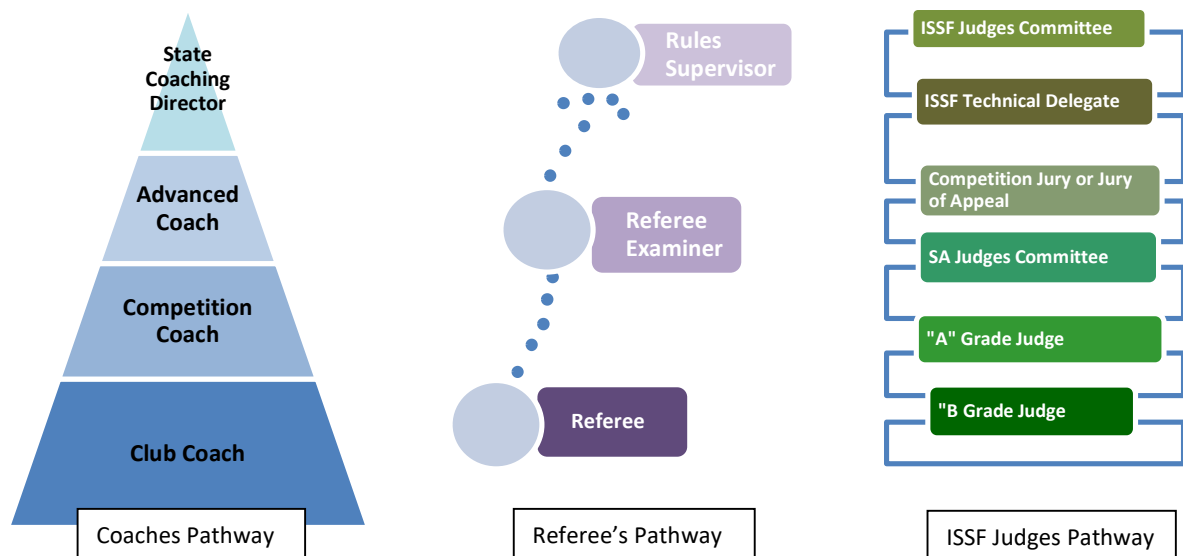 State
Coaching
Director
Advanced
Coach
Competition
Coach
Club Coach
Coaches Pathway
Rules
Supervisor
Referee
Examiner
Referee
Referee's Pathway
ISSF Judges Committee
ISSF Technical Delegate
Competition Jury or Jury
of Appeal
SA Judges Committee
"A" Grade Judge
"B Grade Judge
ISSF Judges Pathway